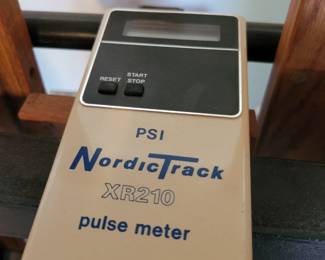 START
RESET STOP
PSI
NordicTrack
XR210
pulse meter